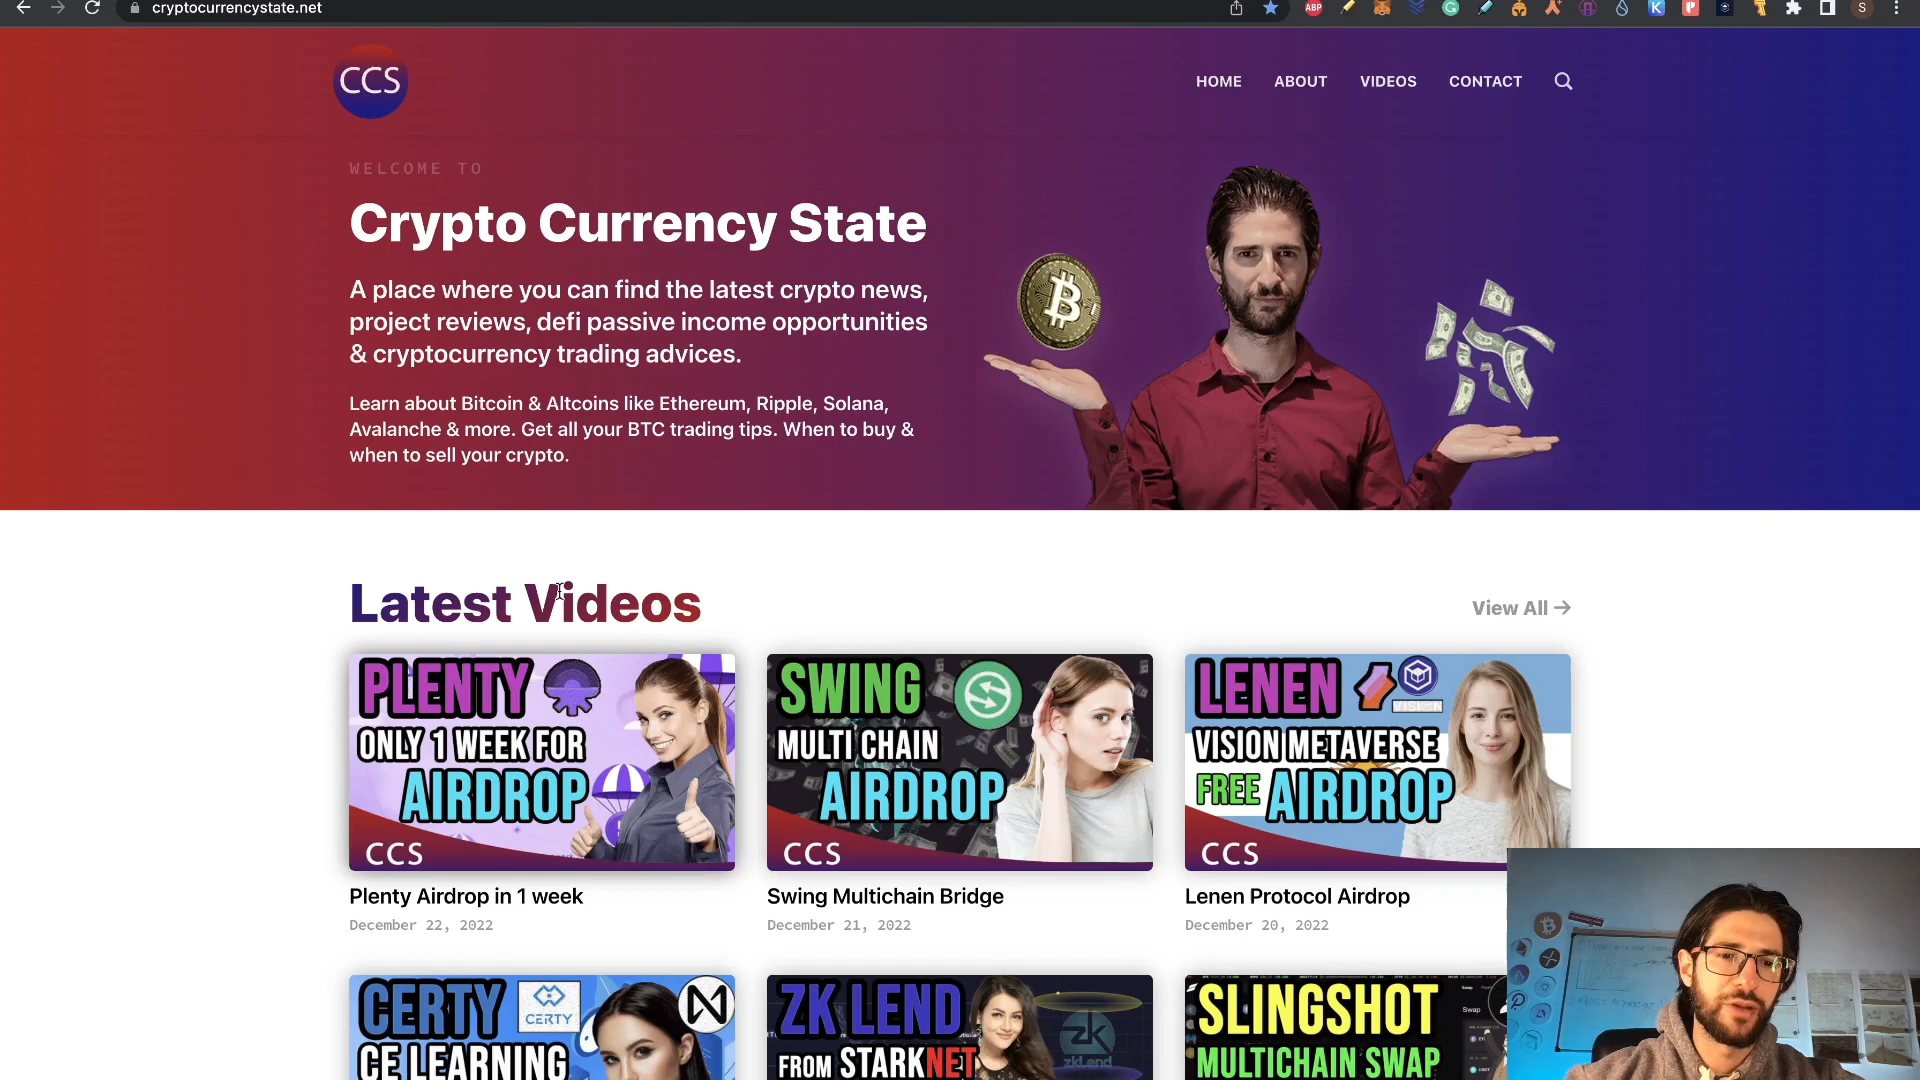 cryptocurrencystate.net
ABP
S
CCS
HOME ABOUT VIDEOS CONTACT
WELCOME TO
Crypto Currency State
A place where you can find the latest crypto news,
project reviews, defi passive income opportunities
& cryptocurrency trading advices.
Learn about Bitcoin & Altcoins like Ethereum, Ripple, Solana,
Avalanche & more. Get all your BTC trading tips. When to buy &
when to sell your crypto.
Latest Videos
View All →
PLENTY
ONLY 1 WEEK FOR
AIRDROP
CCS
SWING
MULTI CHAIN
AIRDROP
CCS
LENEN
VISION
VISION METAVERSE
FREE AIRDROP
CCS
Plenty Airdrop in 1 week
December 22, 2022
Swing Multichain Bridge
December 21, 2022
Lenen Protocol Airdrop
December 20, 2022
CERTY
CERTY
CE LEARNING
ZK LEND
FROM STARKNET
zkLend
SLINGSHOT
MULTICHAIN SWAP
Swap